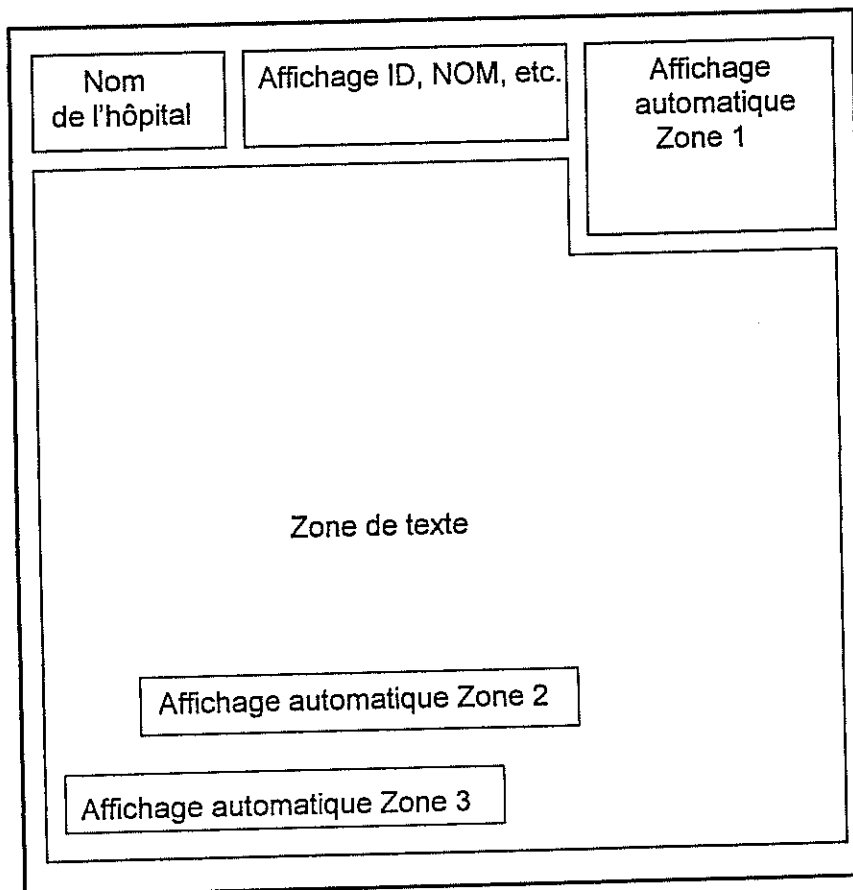 Nom
de l'hôpital
Affichage ID, NOM, etc.
Affichage
automatique
Zone 1
Zone de texte
Affichage automatique Zone 2
Affichage automatique Zone 3